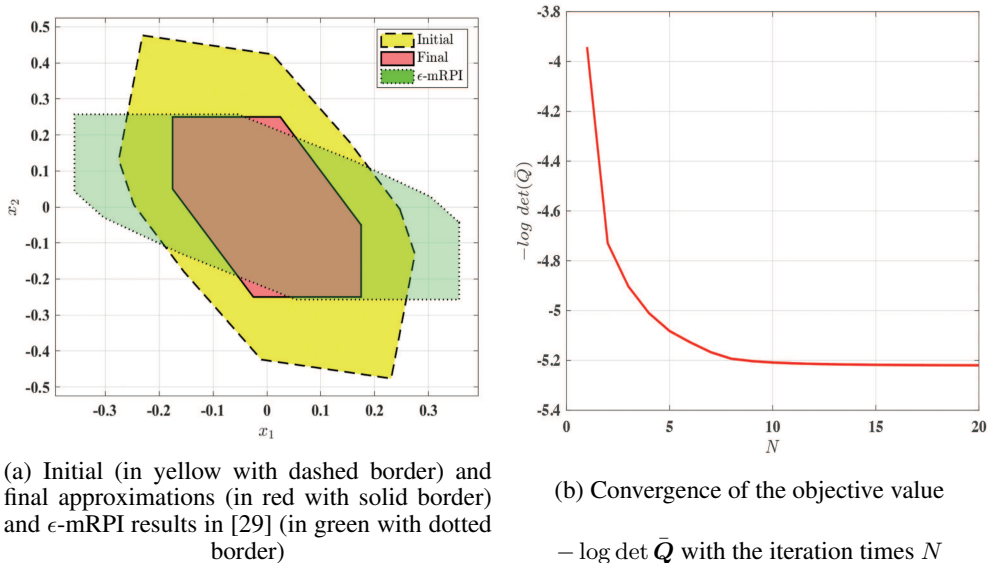 0.5
0.4
0.3
0.2
0.1
0
-0.1
-0.2
-0.3
-0.4
-0.5
x₂
-0.3 -0.2 -0.1 0 0.1 0.2 0.3
x₁
Initial
Final
ϵ-mRPI
(a) Initial (in yellow with dashed border) and
final approximations (in red with solid border)
and ϵ-mRPI results in [29] (in green with dotted
border)
-3.8
-4
-4.2
-4.4
-4.6
-4.8
-5
-5.2
-5.4
−log det(Q̄)
0 5 10 15 20
N
(b) Convergence of the objective value
− log det Q̄ with the iteration times N